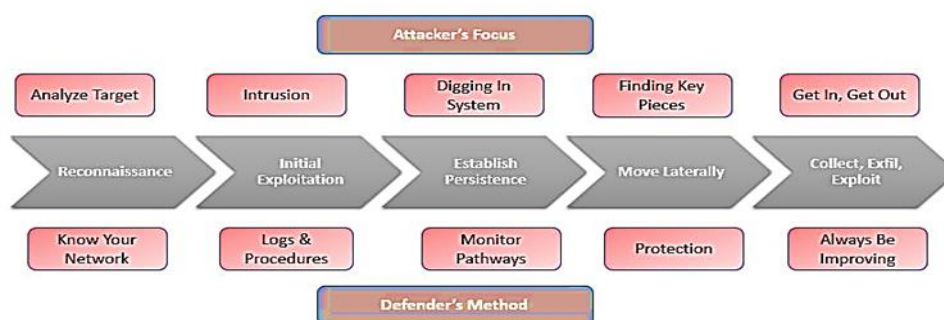 Attacker's Focus
Analyze Target
Intrusion
Digging In
System
Finding Key
Pieces
Get In, Get Out
Reconnaissance
Initial
Exploitation
Establish
Persistence
Move Laterally
Collect, Exfil,
Exploit
Know Your
Network
Logs &
Procedures
Monitor
Pathways
Protection
Always Be
Improving
Defender's Method